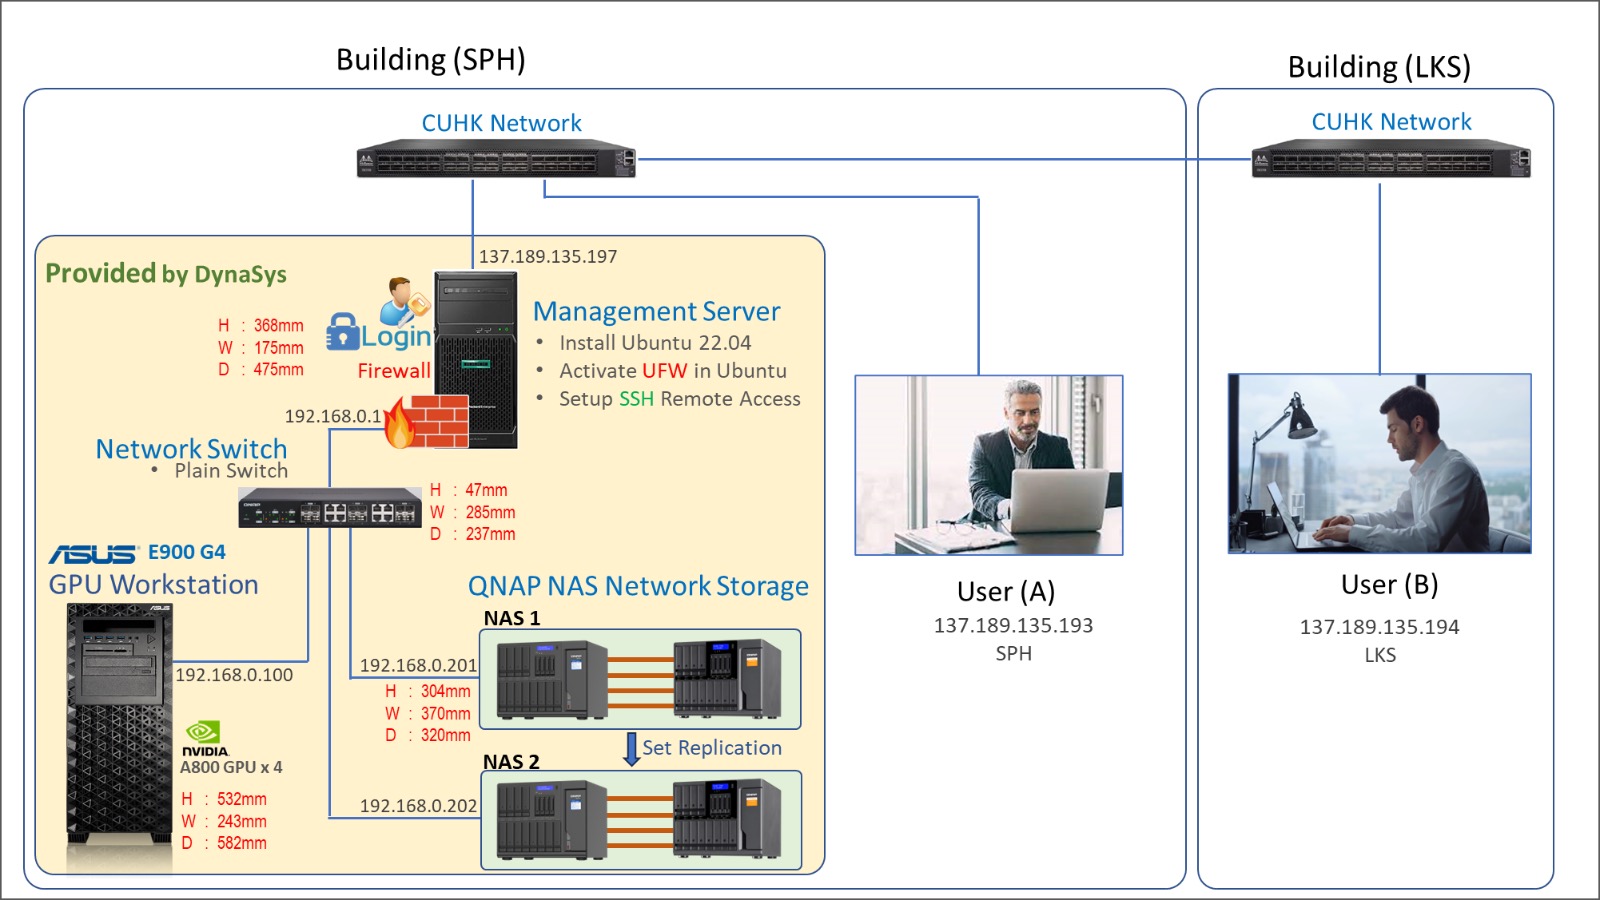 Building (SPH)
Building (LKS)
CUHK Network
CUHK Network
137.189.135.197
Provided by DynaSys
Login
Firewall
H : 368mm
W : 175mm
D : 475mm
Management Server
• Install Ubuntu 22.04
• Activate UFW in Ubuntu
• Setup SSH Remote Access
192.168.0.1
Network Switch
• Plain Switch
H : 47mm
W : 285mm
D : 237mm
ASUS E900 G4
GPU Workstation
ASUS
192.168.0.100
NVIDIA.
A800 GPU x 4
H : 532mm
W : 243mm
D : 582mm
QNAP NAS Network Storage
NAS 1
192.168.0.201
H : 304mm
W : 370mm
D : 320mm
Set Replication
NAS 2
192.168.0.202
User (A)
137.189.135.193
SPH
User (B)
137.189.135.194
LKS